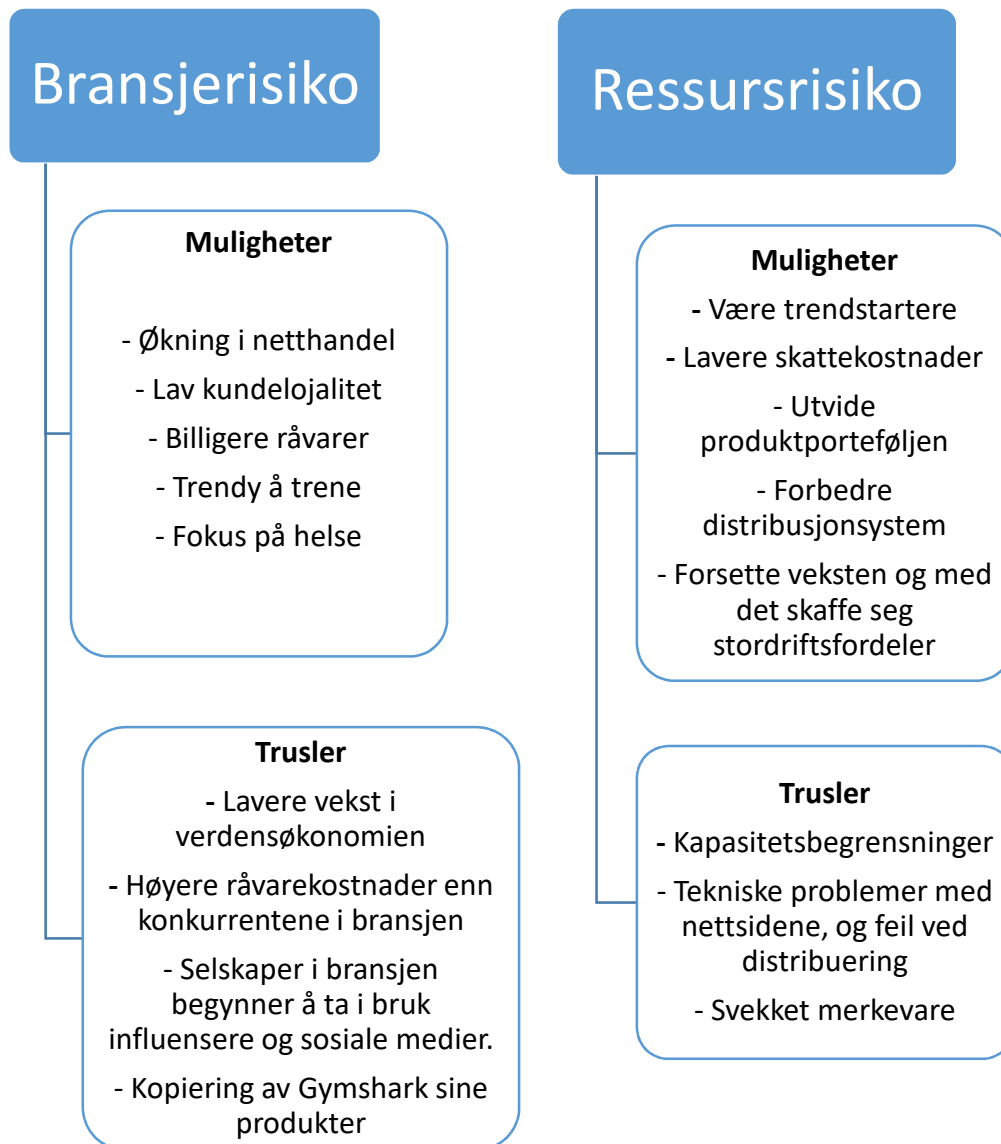 Bransjerisiko
Muligheter
- Økning i netthandel
- Lav kundelojalitet
- Billigere råvarer
- Trendy å trene
- Fokus på helse
Trusler
- Lavere vekst i
verdensøkonomien
- Høyere råvarekostnader enn
konkurrentene i bransjen
- Selskaper i bransjen
begynner å ta i bruk
influensere og sosiale medier.
- Kopiering av Gymshark sine
produkter
Ressursrisiko
Muligheter
- Være trendstartere
- Lavere skattekostnader
- Utvide
produktporteføljen
- Forbedre
distribusjonsystem
- Forsette veksten og med
det skaffe seg
stordriftsfordeler
Trusler
- Kapasitetsbegrensninger
- Tekniske problemer med
nettsidene, og feil ved
distribuering
- Svekket merkevare